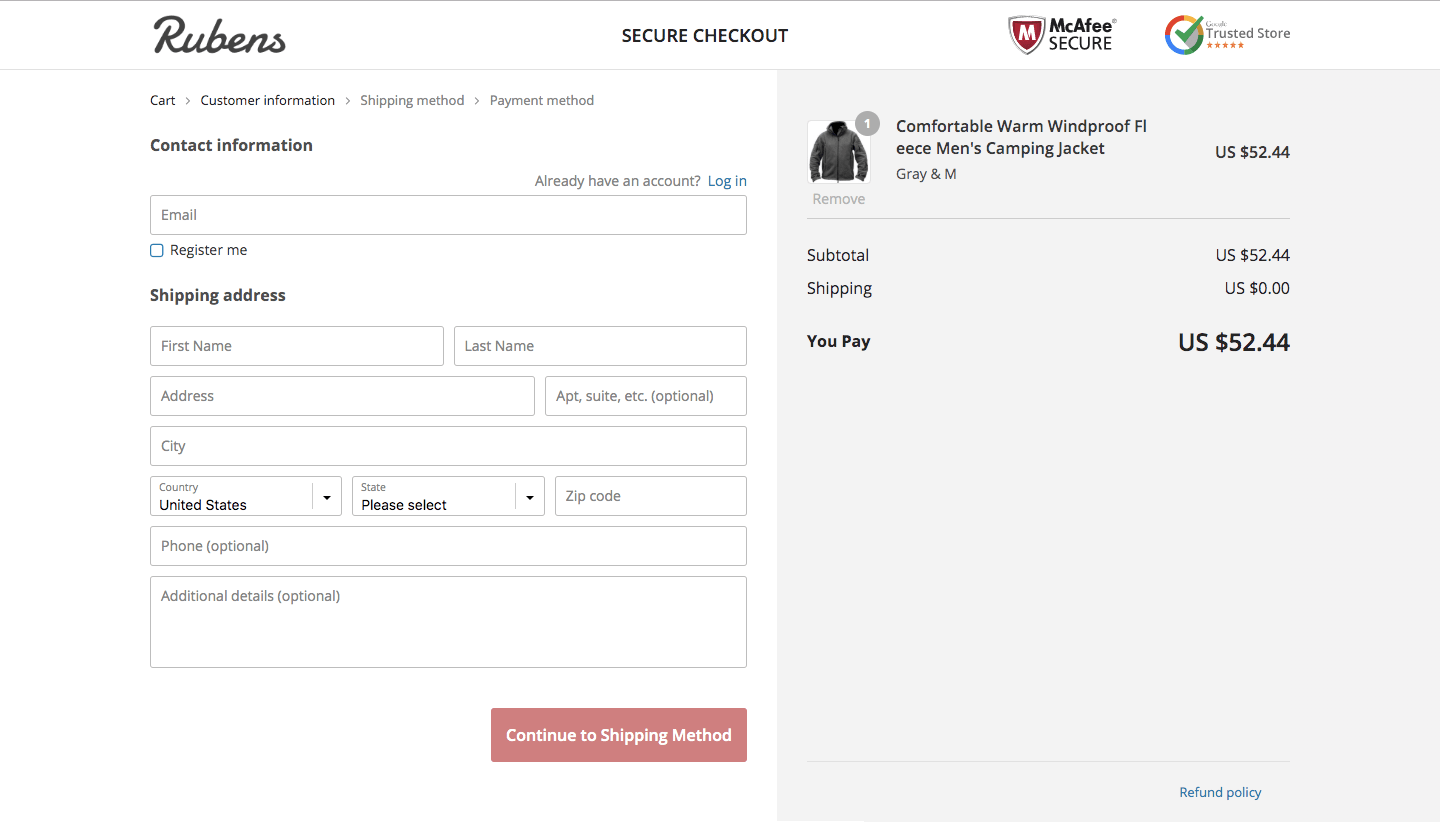 Rubens
SECURE CHECKOUT
McAfee®
SECURE
Google
Trusted Store
Cart > Customer information > Shipping method > Payment method
Contact information
Already have an account? Log in
Email
Register me
Shipping address
First Name
Last Name
Address
Apt, suite, etc. (optional)
City
Country
United States
State
Please select
Zip code
Phone (optional)
Additional details (optional)
Continue to Shipping Method
1
Comfortable Warm Windproof Fl
eece Men's Camping Jacket
Gray & M
US $52.44
Remove
Subtotal US $52.44
Shipping US $0.00
You Pay US $52.44
Refund policy